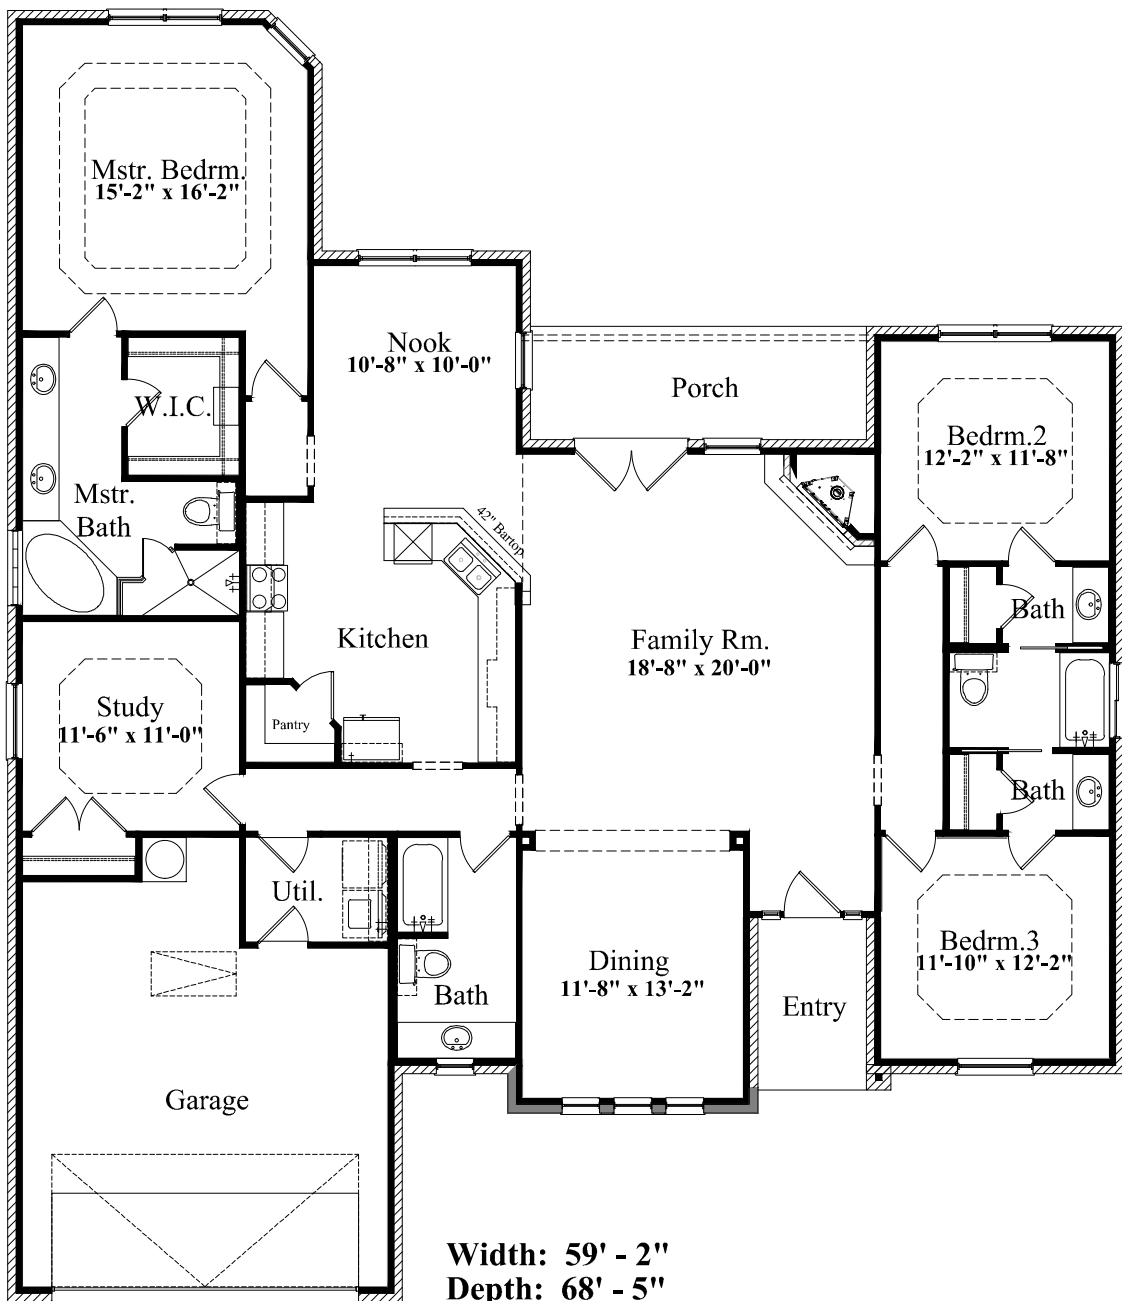 Mstr. Bedrm.
15'-2" x 16'-2"
Nook
10'-8" x 10'-0"
Porch
Bedrm.2
12'-2" x 11'-8"
W.I.C.
Mstr.
Bath
42" Bartop
Kitchen
Family Rm.
18'-8" x 20'-0"
Bath
Study
11'-6" x 11'-0"
Pantry
Bath
Util.
Dining
11'-8" x 13'-2"
Bath
Entry
Bedrm.3
11'-10" x 12'-2"
Garage
Width: 59' - 2"
Depth: 68' - 5"